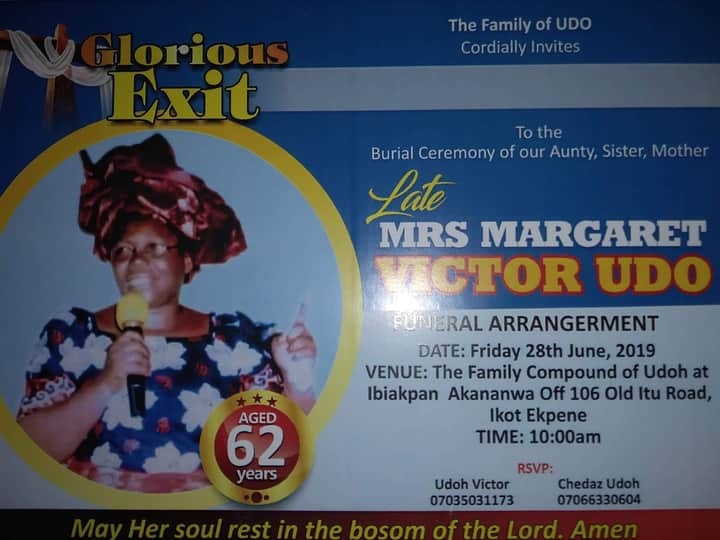 Glorious
Exit
The Family of UDO
Cordially Invites
To the
Burial Ceremony of our Aunty, Sister, Mother
Late
MRS MARGARET
VICTOR UDO
FUNERAL ARRANGERMENT
DATE: Friday 28th June, 2019
VENUE: The Family Compound of Udoh at
Ibiakpan Akananwa Off 106 Old Itu Road,
Ikot Ekpene
TIME: 10:00am
AGED
62
years
RSVP:
Udoh Victor Chedaz Udoh
07035031173 07066330604
May Her soul rest in the bosom of the Lord. Amen